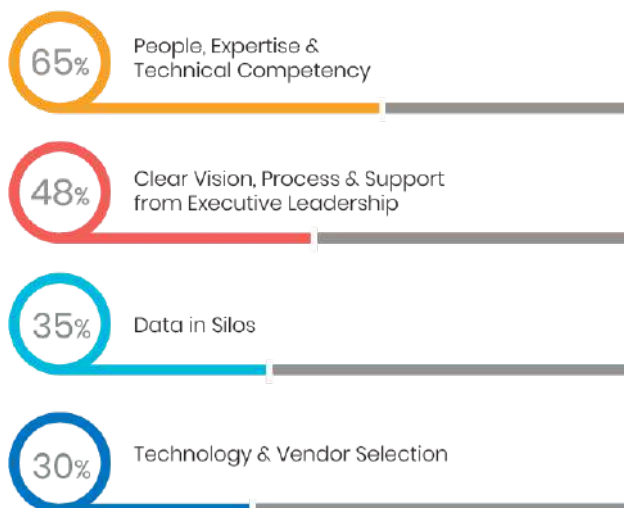 65%
People, Expertise &
Technical Competency
48%
Clear Vision, Process & Support
from Executive Leadership
35%
Data in Silos
30%
Technology & Vendor Selection